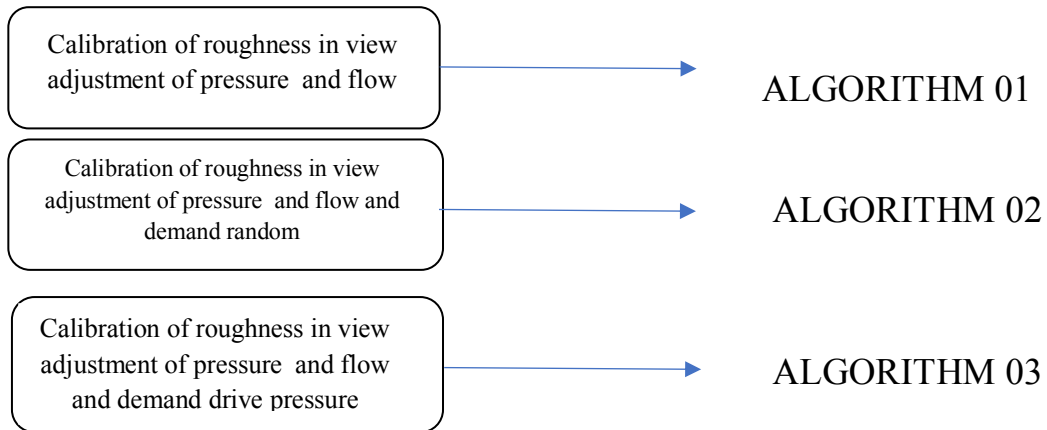 Calibration of roughness in view
adjustment of pressure and flow
ALGORITHM 01
Calibration of roughness in view
adjustment of pressure and flow and
demand random
ALGORITHM 02
Calibration of roughness in view
adjustment of pressure and flow
and demand drive pressure
ALGORITHM 03